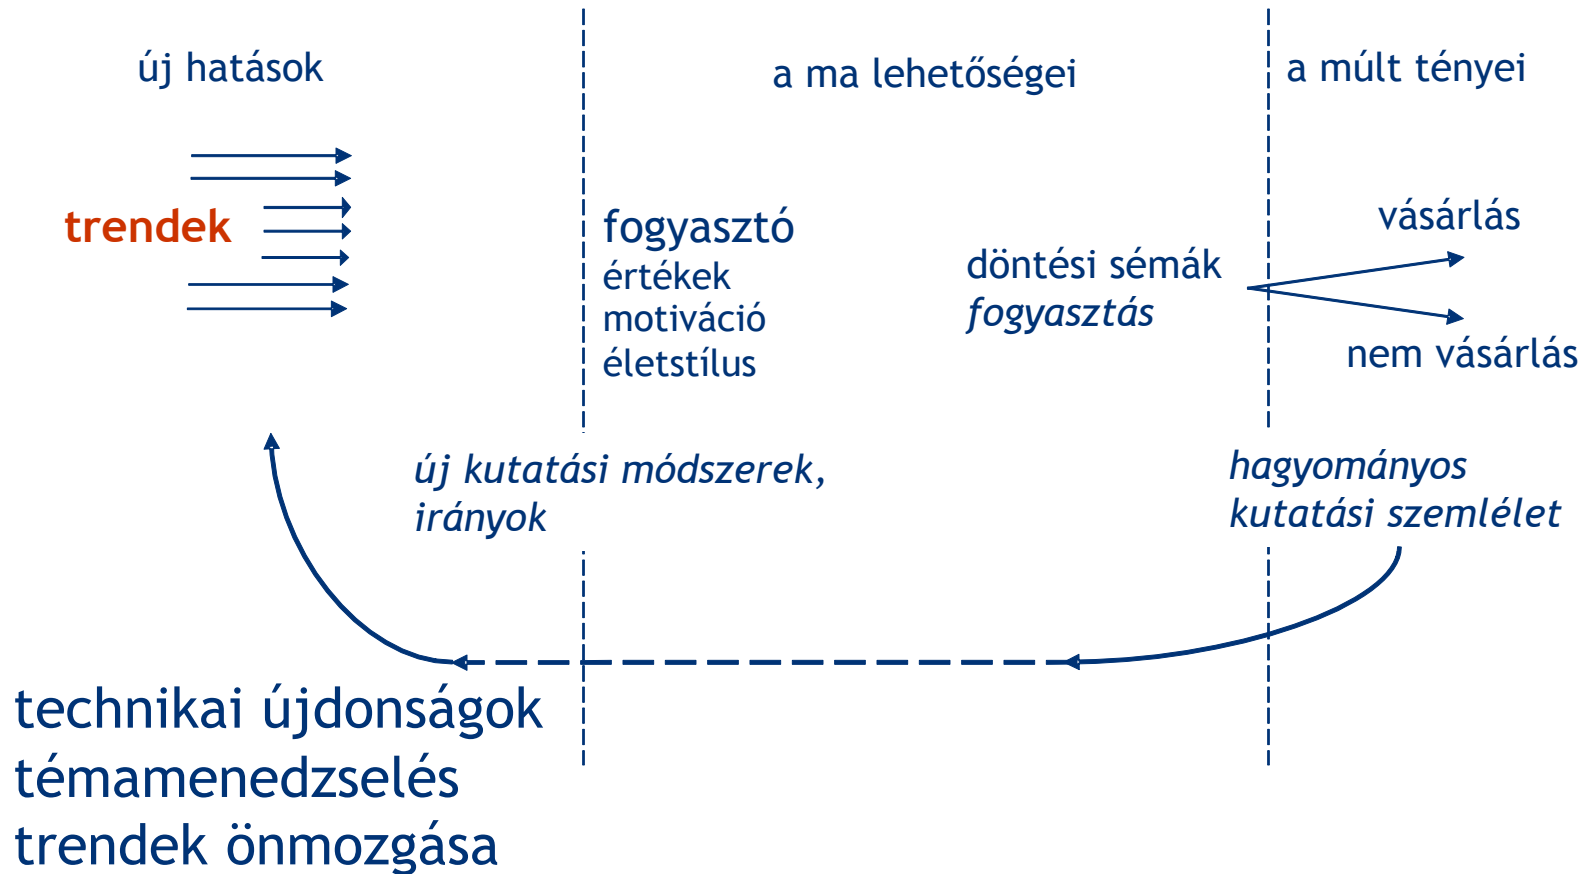 új hatások
a ma lehetőségei
a múlt tényei
trendek
fogyasztó
értékek
motiváció
életstílus
döntési sémák
fogyasztás
vásárlás
nem vásárlás
új kutatási módszerek,
irányok
hagyományos
kutatási szemlélet
technikai újdonságok
témamenedzselés
trendek önmozgása